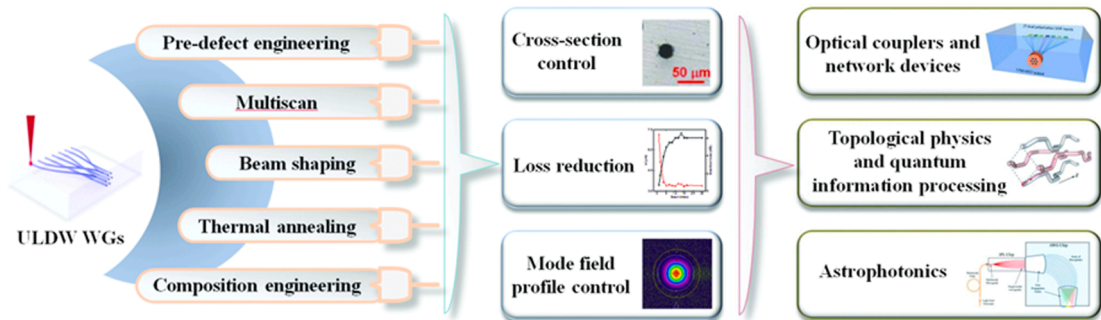 ULDW WGs
Pre-defect engineering
Multiscan
Beam shaping
Thermal annealing
Composition engineering
Cross-section
control
50 μm
Loss reduction
Mode field
profile control
Optical couplers and
network devices
Topological physics
and quantum
information processing
Astrophotonics